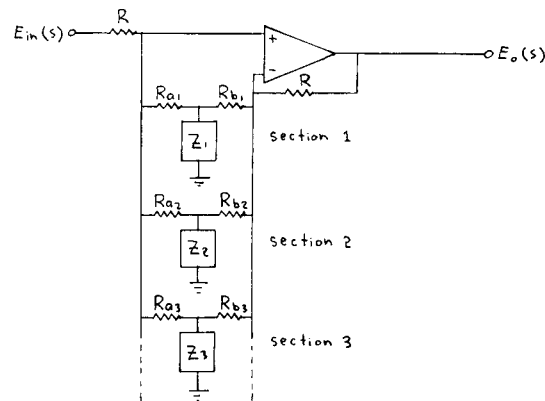 R
Ein(s)
+
-
Eo(s)
R
Ra1 Rb1
Z1
section 1
Ra2 Rb2
Z2
section 2
Ra3 Rb3
Z3
section 3